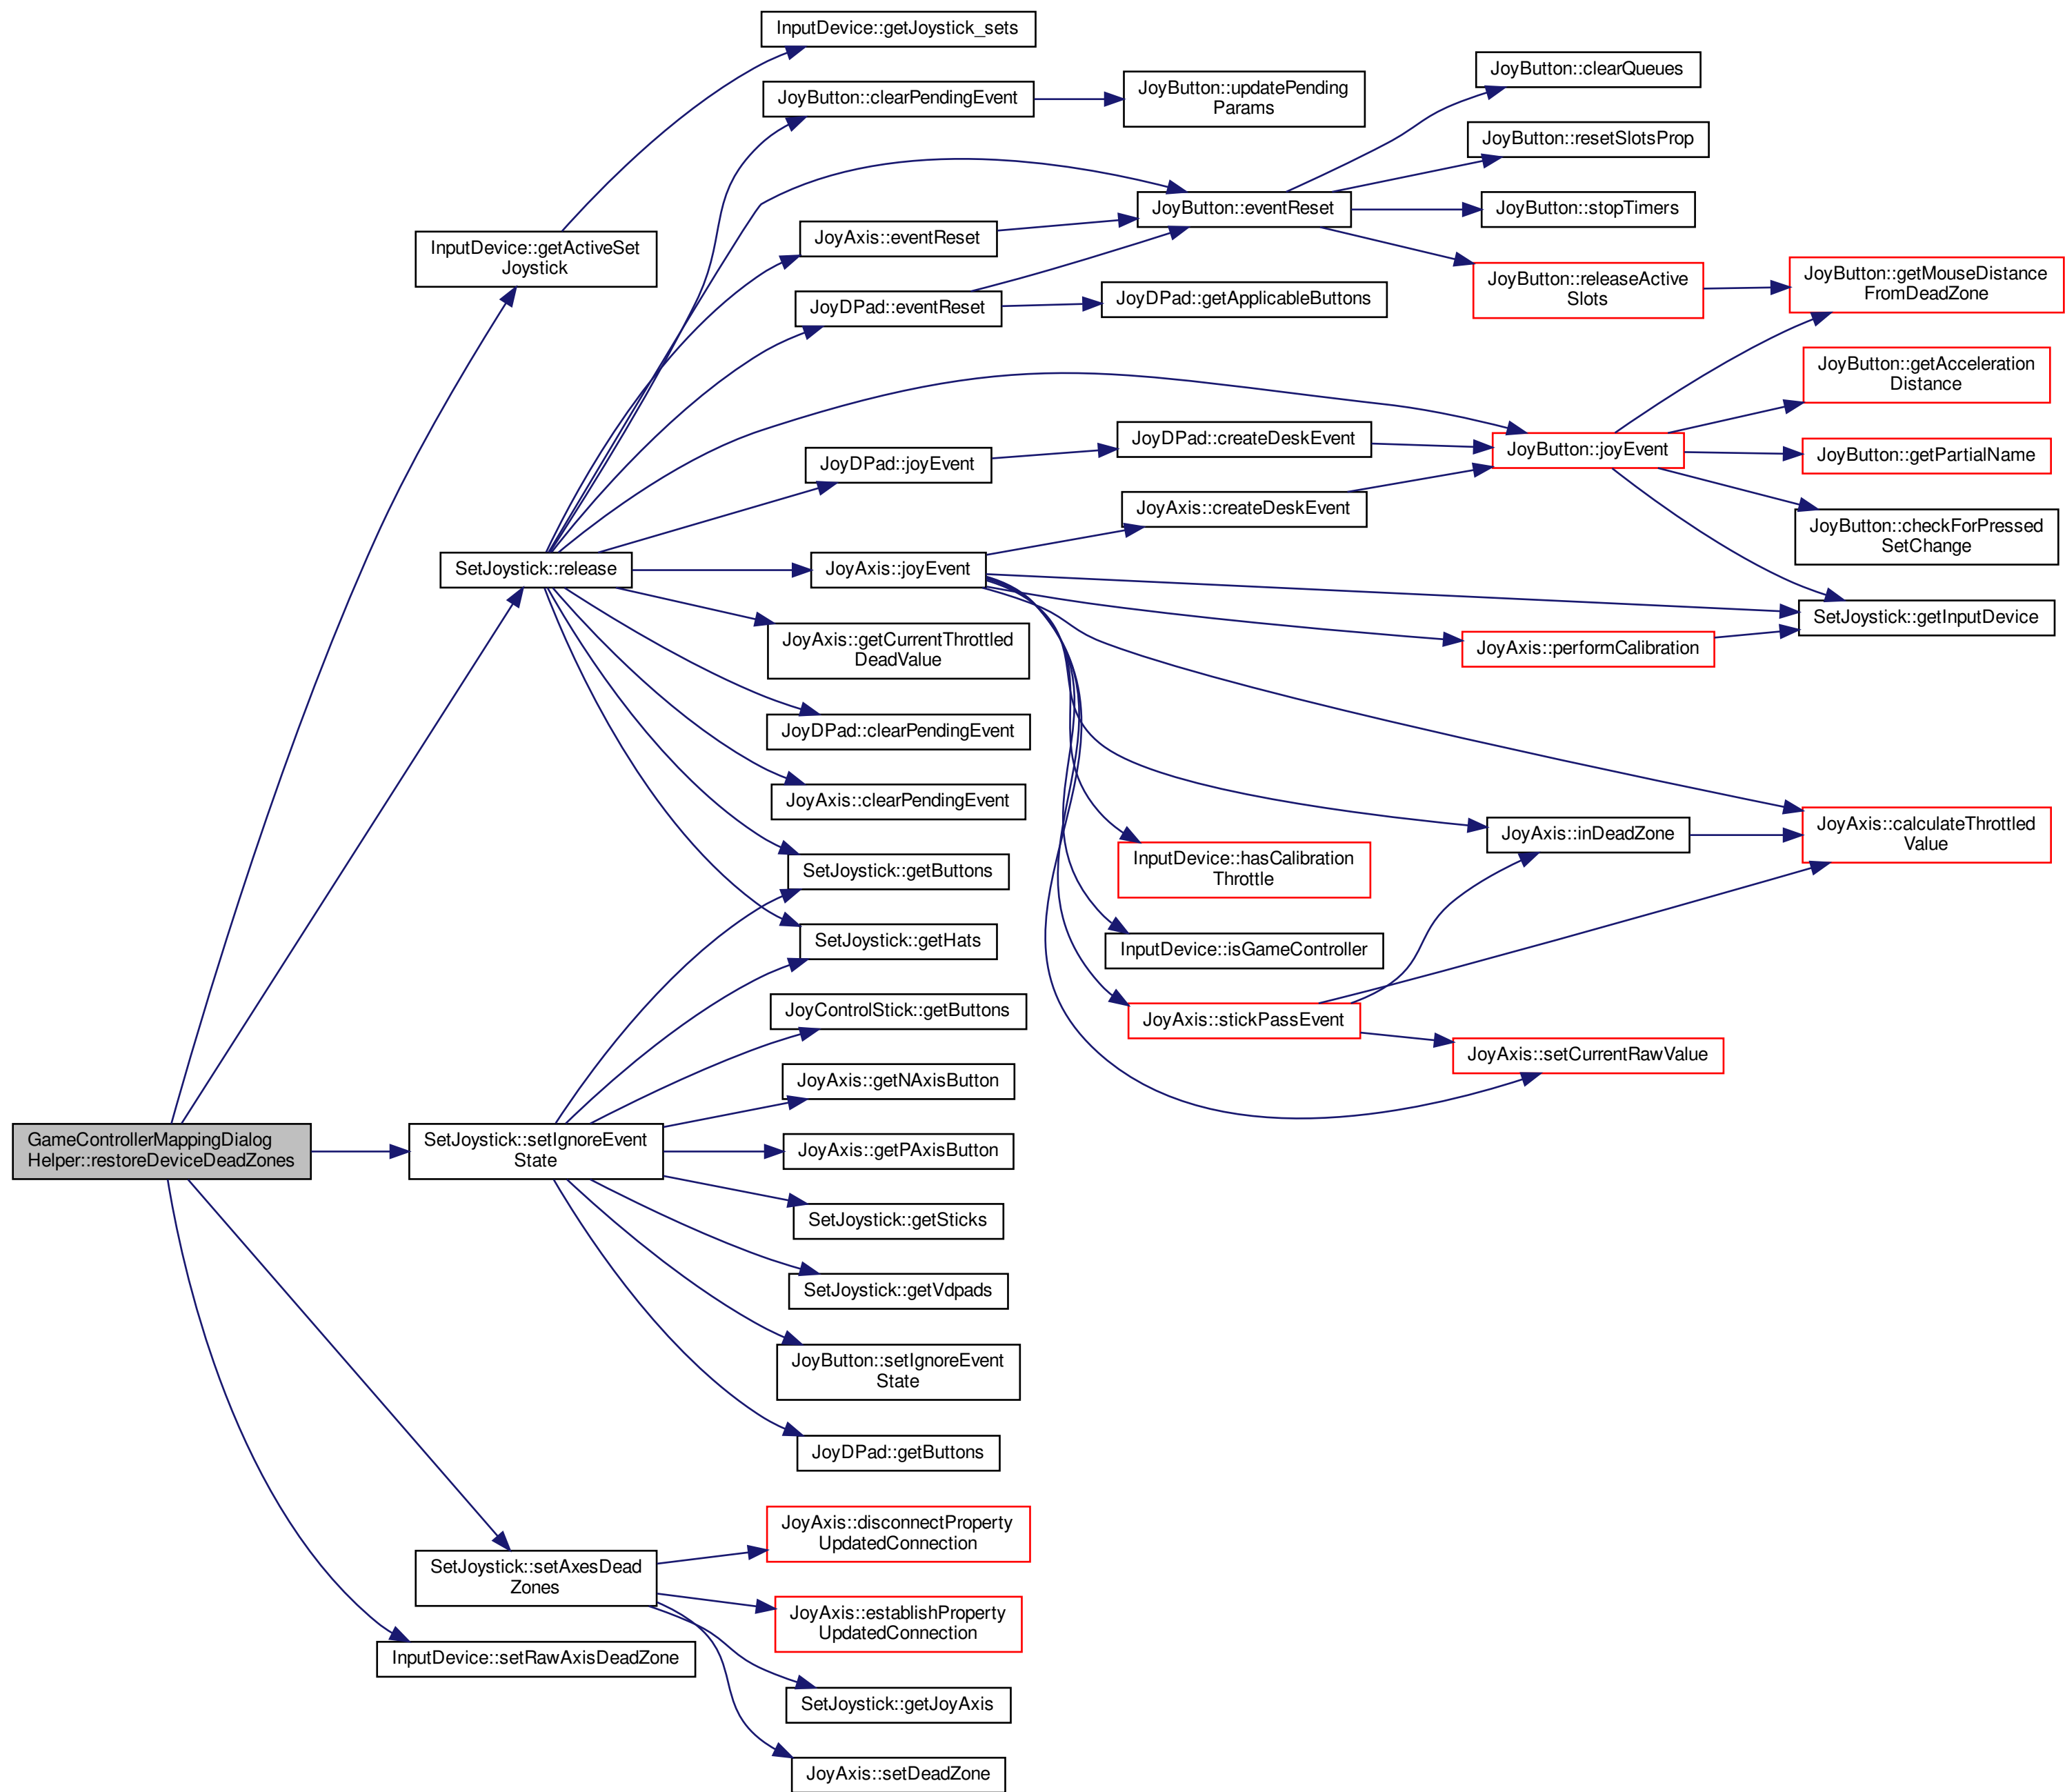 InputDevice::getJoystick_sets
JoyButton::clearQueues
JoyButton::clearPendingEvent
JoyButton::updatePending
Params
JoyButton::resetSlotsProp
JoyButton::eventReset
JoyButton::stopTimers
InputDevice::getActiveSet
Joystick
JoyAxis::eventReset
JoyButton::releaseActive
Slots
JoyButton::getMouseDistance
FromDeadZone
JoyDPad::eventReset
JoyDPad::getApplicableButtons
JoyButton::getAcceleration
Distance
JoyDPad::joyEvent
JoyDPad::createDeskEvent
JoyButton::joyEvent
JoyButton::getPartialName
JoyAxis::createDeskEvent
JoyButton::checkForPressed
SetChange
SetJoystick::release
JoyAxis::joyEvent
SetJoystick::getInputDevice
JoyAxis::getCurrentThrottled
DeadValue
JoyAxis::performCalibration
JoyDPad::clearPendingEvent
JoyAxis::clearPendingEvent
JoyAxis::inDeadZone
JoyAxis::calculateThrottled
Value
SetJoystick::getButtons
InputDevice::hasCalibration
Throttle
SetJoystick::getHats
InputDevice::isGameController
JoyControlStick::getButtons
JoyAxis::stickPassEvent
JoyAxis::setCurrentRawValue
JoyAxis::getNAxisButton
GameControllerMappingDialog
Helper::restoreDeviceDeadZones
SetJoystick::setIgnoreEvent
State
JoyAxis::getPAxisButton
SetJoystick::getSticks
SetJoystick::getVdpads
JoyButton::setIgnoreEvent
State
JoyDPad::getButtons
JoyAxis::disconnectProperty
UpdatedConnection
SetJoystick::setAxesDead
Zones
JoyAxis::establishProperty
UpdatedConnection
InputDevice::setRawAxisDeadZone
SetJoystick::getJoyAxis
JoyAxis::setDeadZone